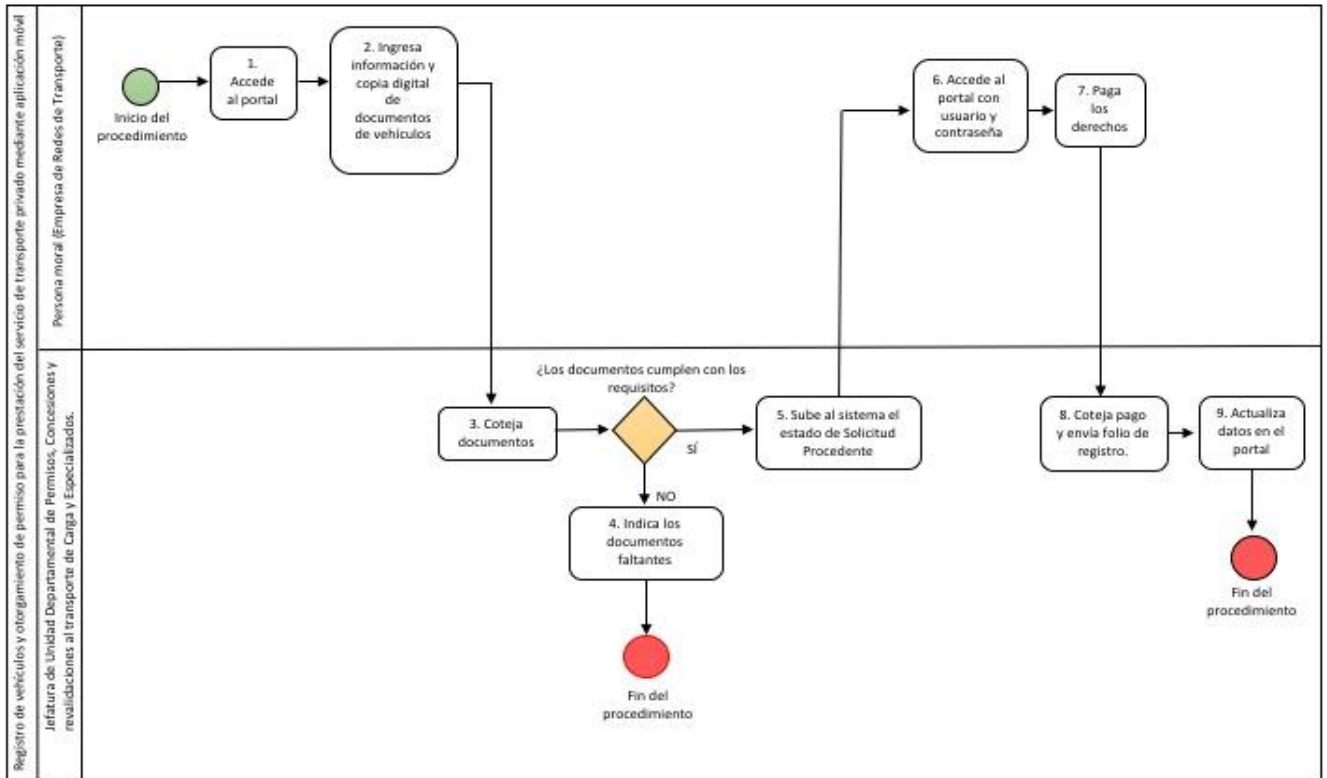 Registro de vehículos y otorgamiento de permiso para la prestación del servicio de transporte privado mediante aplicación móvil
Persona moral (Empresa de Redes de Transporte)
Inicio del
procedimiento
1.
Accede
al portal
2. Ingresa
información y
copia digital
de
documentos
de vehículos
6. Accede al
portal con
usuario y
contraseña
7. Paga
los
derechos
Jefatura de Unidad Departamental de Permisos, Concesiones y
revalidaciones al transporte de Carga y Especializados.
3. Coteja
documentos
¿Los documentos cumplen con los
requisitos?
SÍ
NO
4. Indica los
documentos
faltantes
Fin del
procedimiento
5. Sube al sistema el
estado de Solicitud
Procedente
8. Coteja pago
y envía folio de
registro.
9. Actualiza
datos en el
portal
Fin del
procedimiento